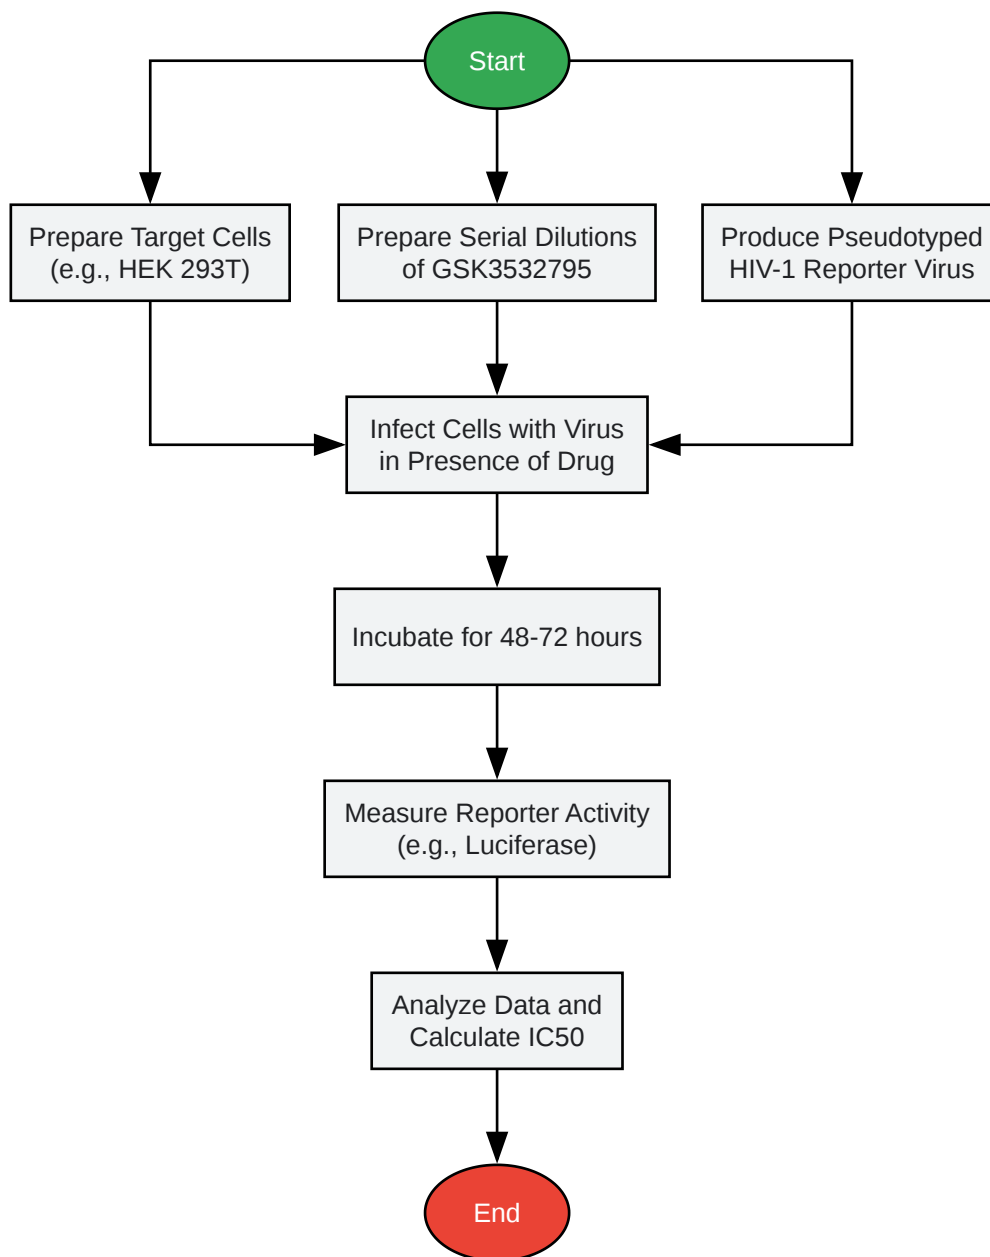 Start
Prepare Target Cells
(e.g., HEK 293T)
Prepare Serial Dilutions
of GSK3532795
Produce Pseudotyped
HIV-1 Reporter Virus
Infect Cells with Virus
in Presence of Drug
Incubate for 48-72 hours
Measure Reporter Activity
(e.g., Luciferase)
Analyze Data and
Calculate IC50
End